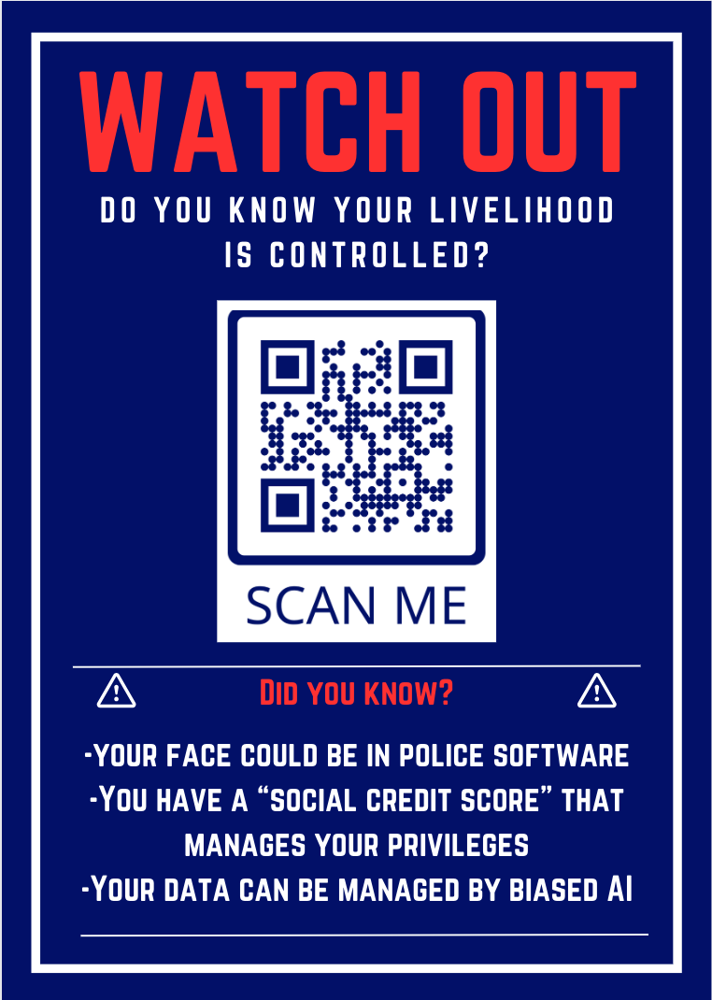 WATCH OUT
DO YOU KNOW YOUR LIVELIHOOD
IS CONTROLLED?
SCAN ME
DID YOU KNOW?
-YOUR FACE COULD BE IN POLICE SOFTWARE
-YOU HAVE A “SOCIAL CREDIT SCORE” THAT
MANAGES YOUR PRIVILEGES
-YOUR DATA CAN BE MANAGED BY BIASED AI